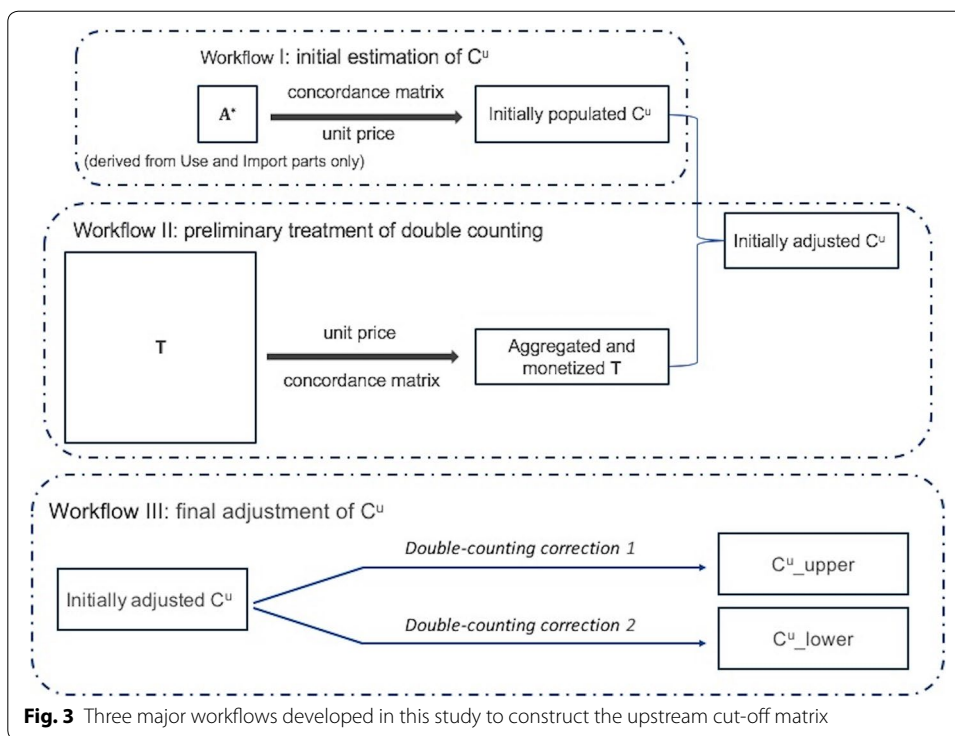 Workflow I: initial estimation of Cᵘ
A*
concordance matrix
unit price
Initially populated Cᵘ
(derived from Use and Import parts only)
Workflow II: preliminary treatment of double counting
Initially adjusted Cᵘ
T
unit price
concordance matrix
Aggregated and
monetized T
Workflow III: final adjustment of Cᵘ
Initially adjusted Cᵘ
Double-counting correction 1
Cᵘ_upper
Double-counting correction 2
Cᵘ_lower
Fig. 3 Three major workflows developed in this study to construct the upstream cut-off matrix